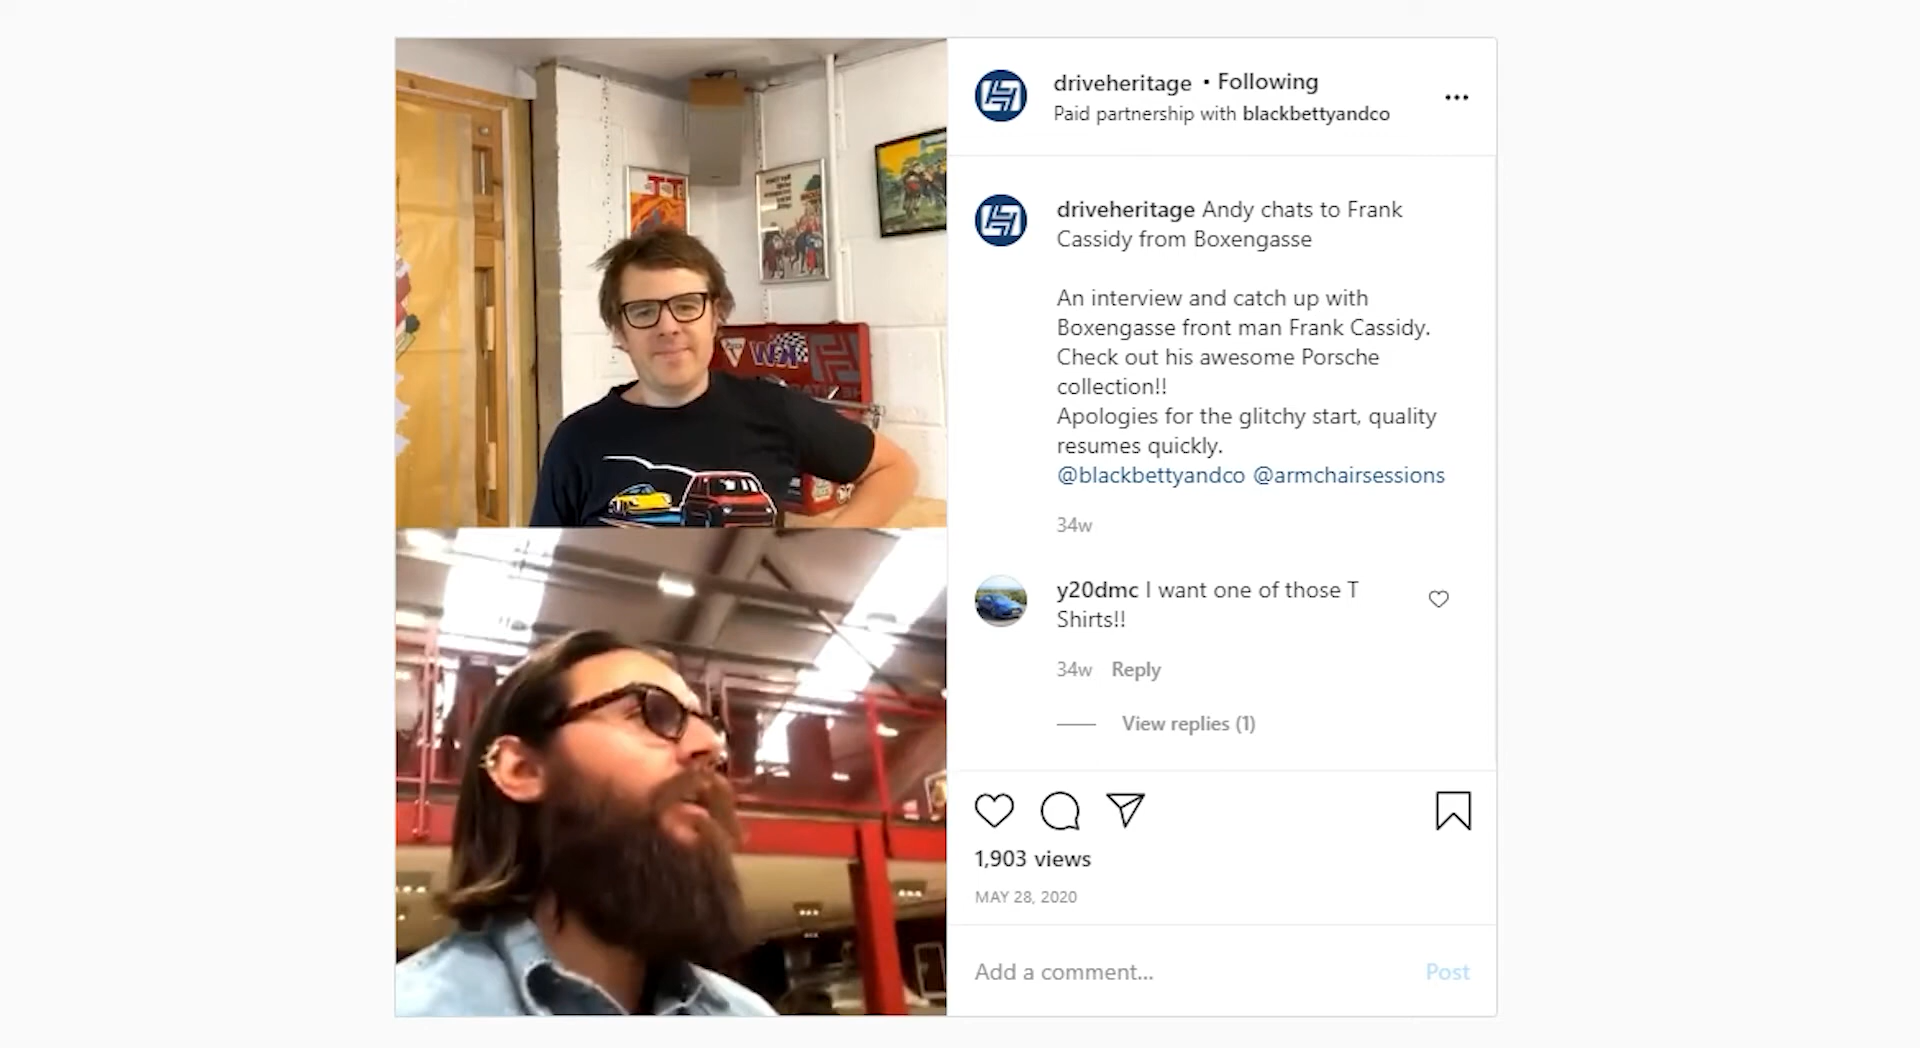 driveheritage • Following
Paid partnership with blackbettyandco
driveheritage Andy chats to Frank
Cassidy from Boxengasse
An interview and catch up with
Boxengasse front man Frank Cassidy.
Check out his awesome Porsche
collection!!
Apologies for the glitchy start, quality
resumes quickly.
@blackbettyandco @armchairsessions
34w
y20dmc I want one of those T
Shirts!!
34w Reply
View replies (1)
1,903 views
MAY 28, 2020
Add a comment...
Post
TT